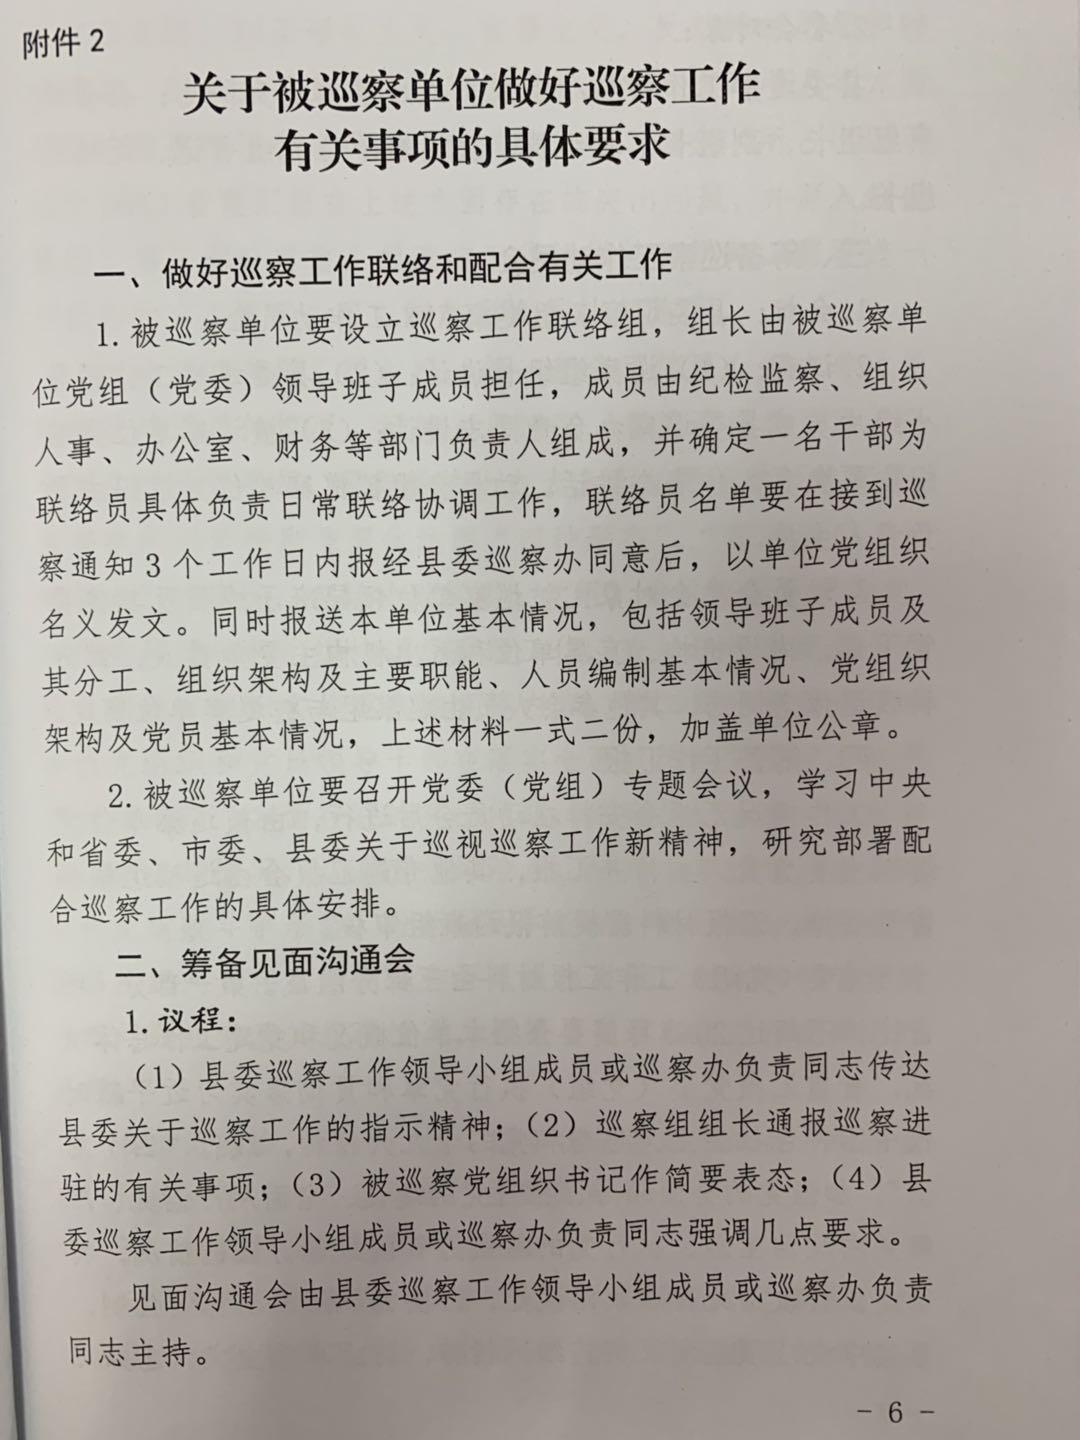 附件2
关于被巡察单位做好巡察工作
有关事项的具体要求
一、做好巡察工作联络和配合有关工作
1.被巡察单位要设立巡察工作联络组，组长由被巡察单
位党组（党委）领导班子成员担任，成员由纪检监察、组织
人事、办公室、财务等部门负责人组成，并确定一名干部为
联络员具体负责日常联络协调工作，联络员名单要在接到巡
察通知3个工作日内报经县委巡察办同意后，以单位党组织
名义发文。同时报送本单位基本情况，包括领导班子成员及
其分工、组织架构及主要职能、人员编制基本情况、党组织
架构及党员基本情况，上述材料一式二份，加盖单位公章。
2.被巡察单位要召开党委（党组）专题会议，学习中央
和省委、市委、县委关于巡视巡察工作新精神，研究部署配
合巡察工作的具体安排。
二、筹备见面沟通会
1.议程：
（1）县委巡察工作领导小组成员或巡察办负责同志传达
县委关于巡察工作的指示精神；（2）巡察组组长通报巡察进
驻的有关事项；（3）被巡察党组织书记作简要表态；（4）县
委巡察工作领导小组成员或巡察办负责同志强调几点要求。
见面沟通会由县委巡察工作领导小组成员或巡察办负责
同志主持。
- 6 -